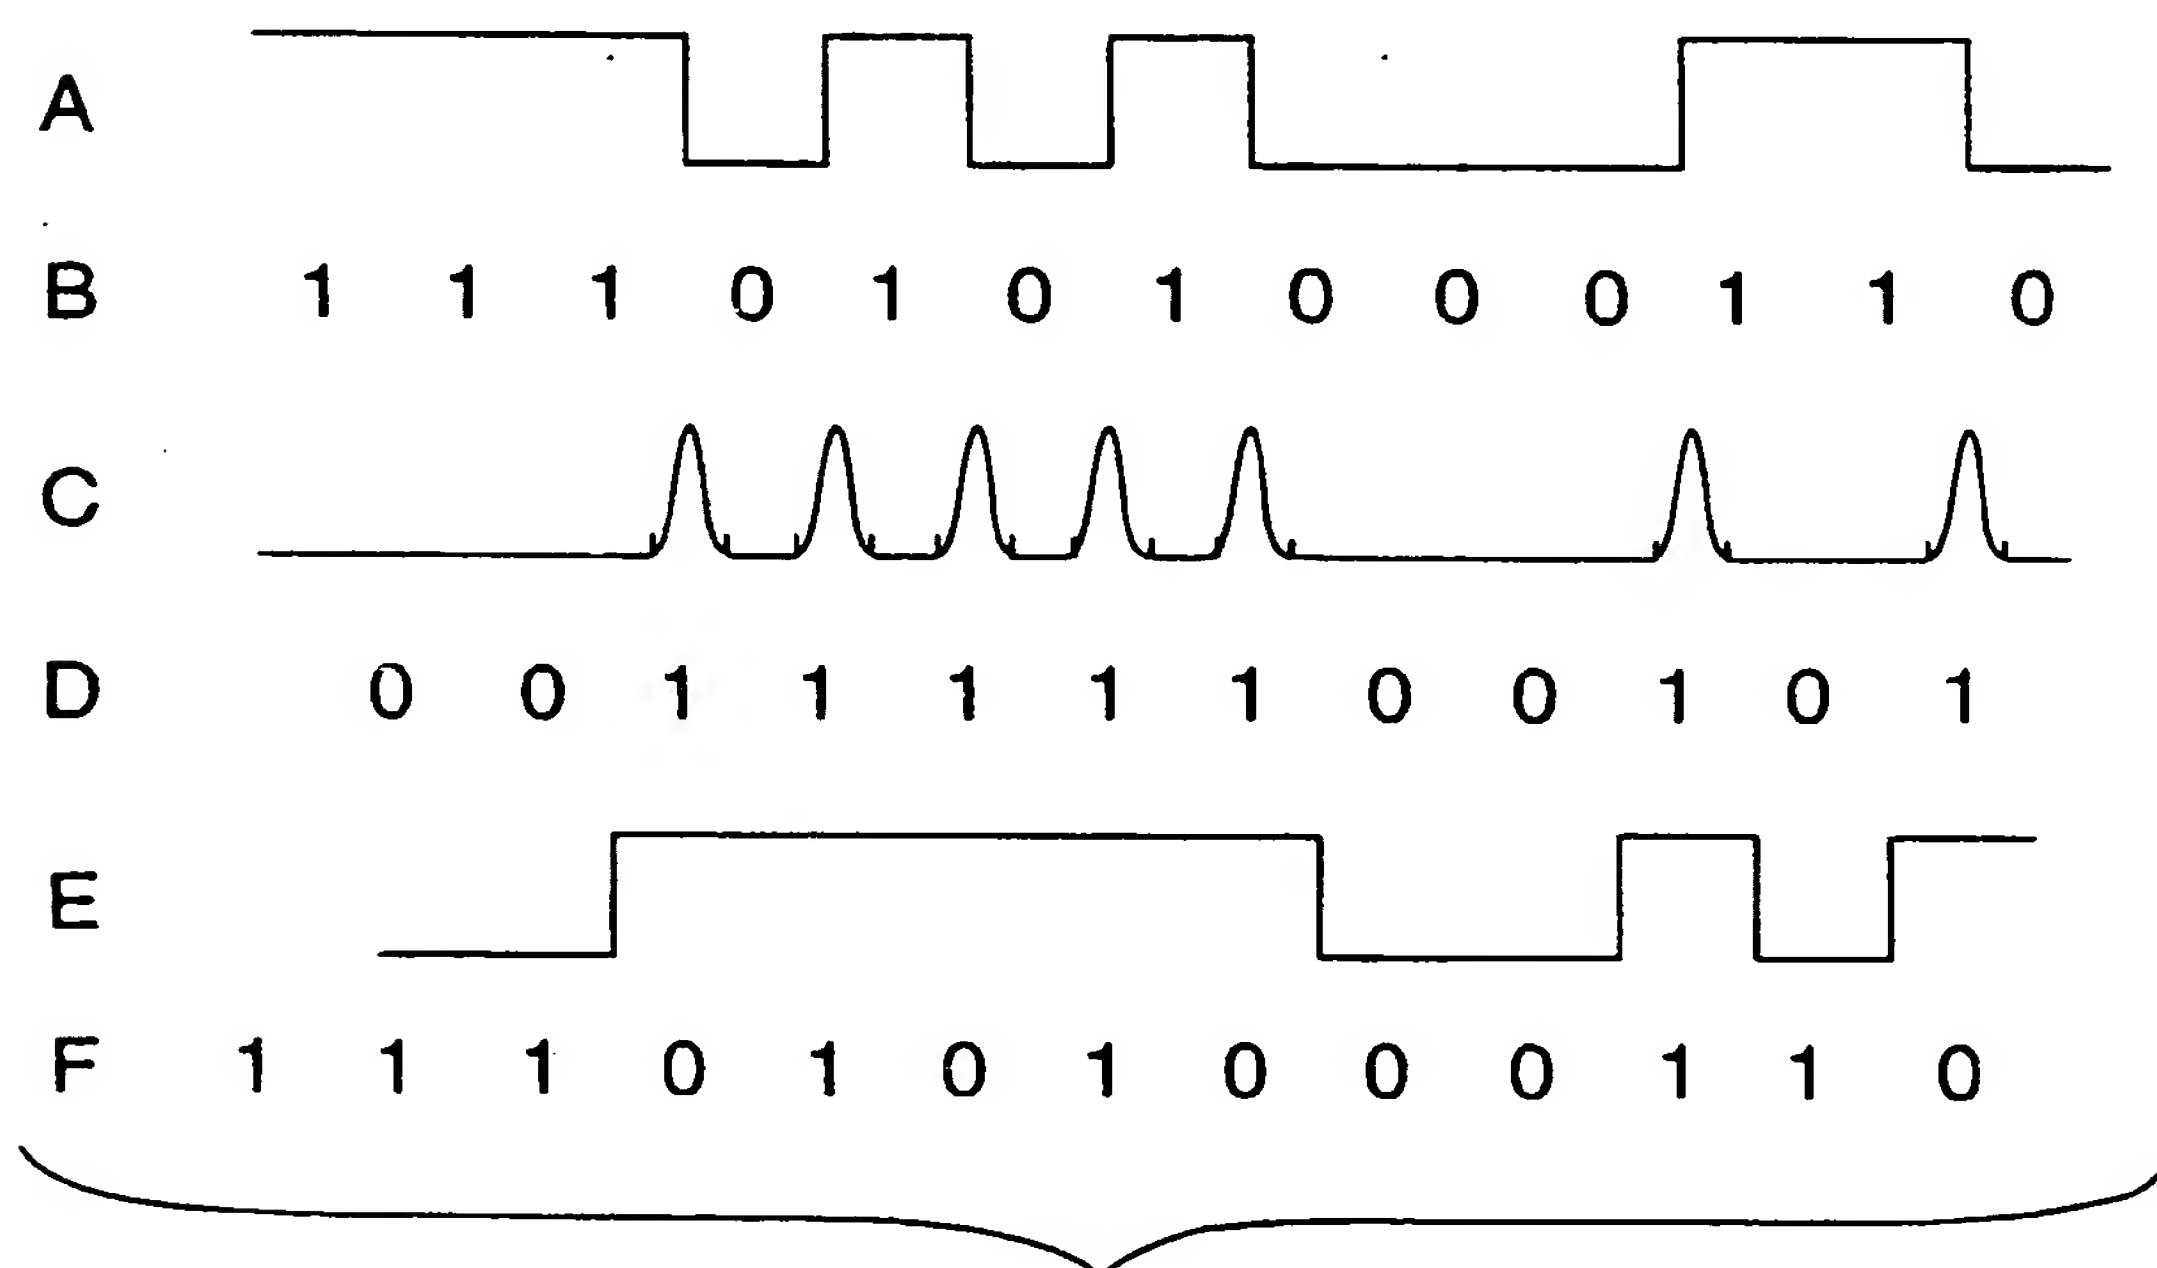 A
B 1 1 1 0 1 0 1 0 0 0 1 1 0
C
D 0 0 1 1 1 1 1 0 0 1 0 1
E
F 1 1 1 0 1 0 1 0 0 0 1 1 0